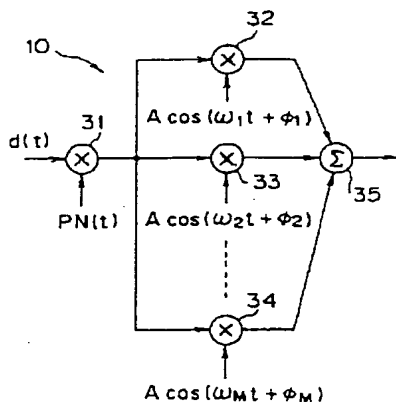 32
10
×
31
A cos(ω1t + φ1)
d(t)
×
×
Σ
33
35
PN(t)
A cos(ω2t + φ2)
34
×
A cos(ωMt + φM)